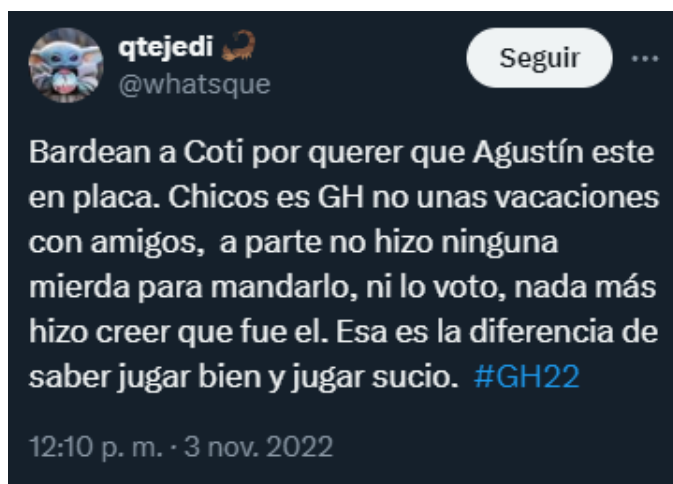 qtejedi 🦂
Seguir
@whatsque
Bardean a Coti por querer que Agustín este
en placa. Chicos es GH no unas vacaciones
con amigos,  a parte no hizo ninguna
mierda para mandarlo, ni lo voto, nada más
hizo creer que fue el. Esa es la diferencia de
saber jugar bien y jugar sucio.  #GH22
12:10 p. m. · 3 nov. 2022